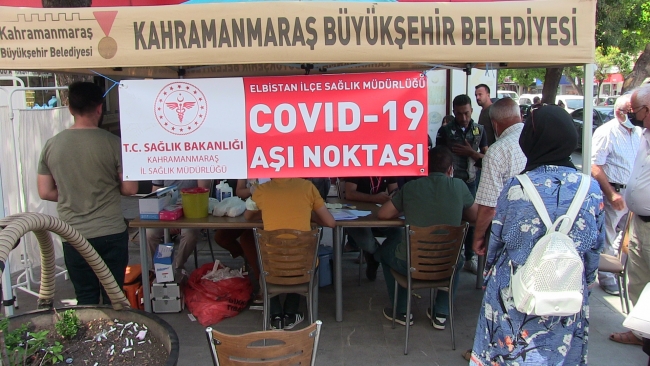 Kahramanmaraş
Büyükşehir Belediyesi
KAHRAMANMARAŞ BÜYÜKŞEHİR BELEDİYESİ
T.C. SAĞLIK BAKANLIĞI
KAHRAMANMARAŞ
İL SAĞLIK MÜDÜRLÜĞÜ
ELBİSTAN İLÇE SAĞLIK MÜDÜRLÜĞÜ
COVID-19
AŞI NOKTASI